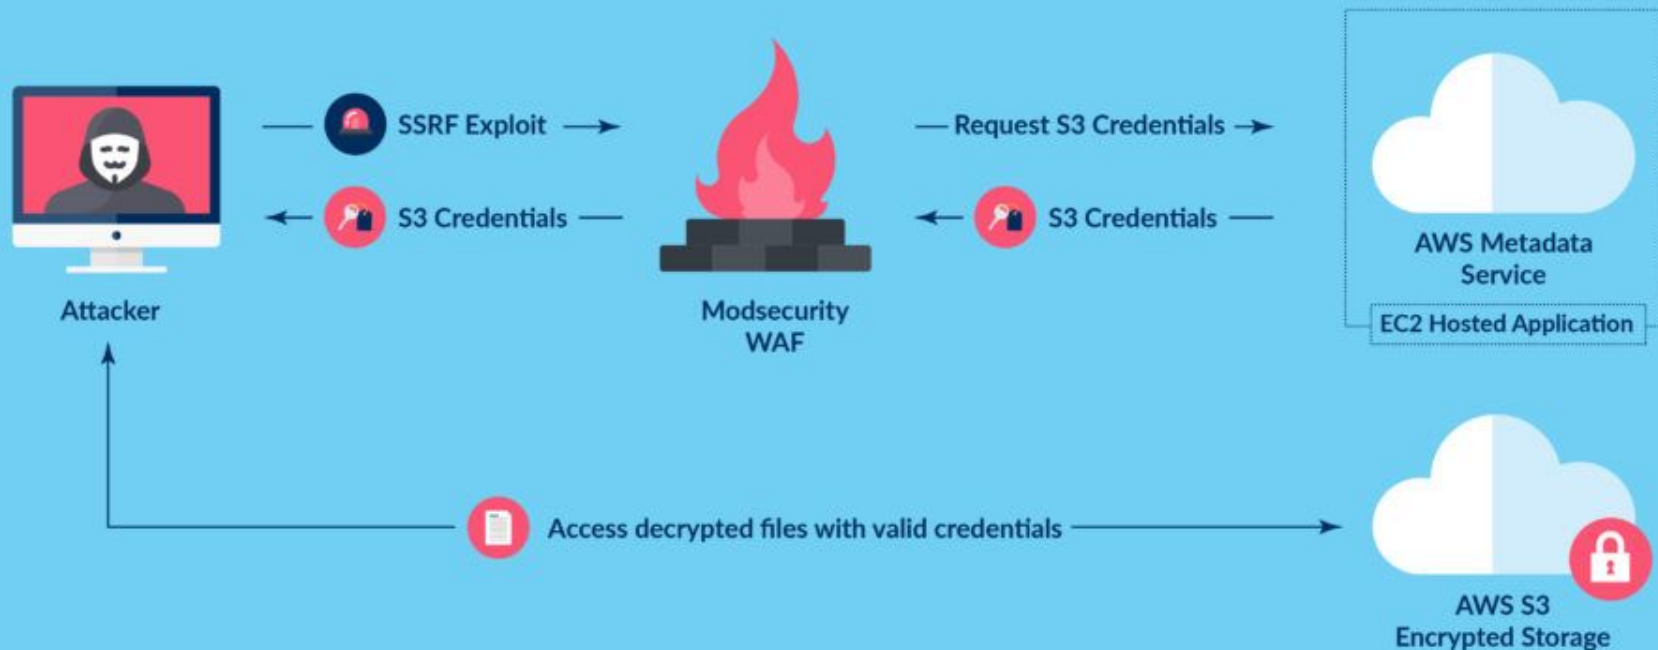 SSRF Exploit
Request S3 Credentials
S3 Credentials
S3 Credentials
Attacker
Modsecurity
WAF
AWS Metadata
Service
EC2 Hosted Application
Access decrypted files with valid credentials
AWS S3
Encrypted Storage